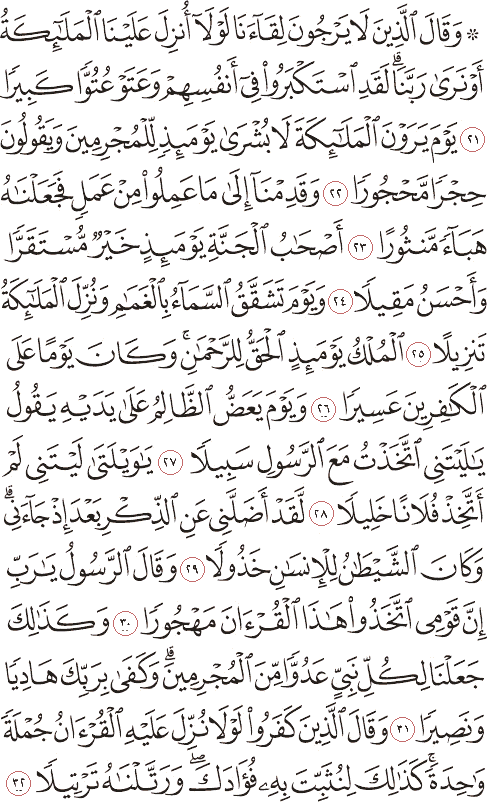 ۞ وَقَالَ ٱلَّذِينَ لَا يَرْجُونَ لِقَآءَنَا لَوْلَآ أُنزِلَ عَلَيْنَا ٱلْمَلَٰٓئِكَةُ
أَوْ نَرَىٰ رَبَّنَا ۗ لَقَدِ ٱسْتَكْبَرُوا۟ فِىٓ أَنفُسِهِمْ وَعَتَوْ عُتُوًّا كَبِيرًا
٢١ يَوْمَ يَرَوْنَ ٱلْمَلَٰٓئِكَةَ لَا بُشْرَىٰ يَوْمَئِذٍ لِّلْمُجْرِمِينَ وَيَقُولُونَ
حِجْرًا مَّحْجُورًا ٢٢ وَقَدِمْنَآ إِلَىٰ مَا عَمِلُوا۟ مِنْ عَمَلٍ فَجَعَلْنَٰهُ
هَبَآءً مَّنثُورًا ٢٣ أَصْحَٰبُ ٱلْجَنَّةِ يَوْمَئِذٍ خَيْرٌ مُّسْتَقَرًّا
وَأَحْسَنُ مَقِيلًا ٢٤ وَيَوْمَ تَشَقَّقُ ٱلسَّمَآءُ بِٱلْغَمَٰمِ وَنُزِّلَ ٱلْمَلَٰٓئِكَةُ
تَنزِيلًا ٢٥ ٱلْمُلْكُ يَوْمَئِذٍ ٱلْحَقُّ لِلرَّحْمَٰنِ ۚ وَكَانَ يَوْمًا عَلَى
ٱلْكَٰفِرِينَ عَسِيرًا ٢٦ وَيَوْمَ يَعَضُّ ٱلظَّالِمُ عَلَىٰ يَدَيْهِ يَقُولُ
يَٰلَيْتَنِى ٱتَّخَذْتُ مَعَ ٱلرَّسُولِ سَبِيلًا ٢٧ يَٰوَيْلَتَىٰ لَيْتَنِى لَمْ
أَتَّخِذْ فُلَانًا خَلِيلًا ٢٨ لَّقَدْ أَضَلَّنِى عَنِ ٱلذِّكْرِ بَعْدَ إِذْ جَآءَنِى ۗ
وَكَانَ ٱلشَّيْطَٰنُ لِلْإِنسَٰنِ خَذُولًا ٢٩ وَقَالَ ٱلرَّسُولُ يَٰرَبِّ
إِنَّ قَوْمِى ٱتَّخَذُوا۟ هَٰذَا ٱلْقُرْءَانَ مَهْجُورًا ٣٠ وَكَذَٰلِكَ
جَعَلْنَا لِكُلِّ نَبِىٍّ عَدُوًّا مِّنَ ٱلْمُجْرِمِينَ ۗ وَكَفَىٰ بِرَبِّكَ هَادِيًا
وَنَصِيرًا ٣١ وَقَالَ ٱلَّذِينَ كَفَرُوا۟ لَوْلَا نُزِّلَ عَلَيْهِ ٱلْقُرْءَانُ جُمْلَةً
وَٰحِدَةً ۚ كَذَٰلِكَ لِنُثَبِّتَ بِهِۦ فُؤَادَكَ ۖ وَرَتَّلْنَٰهُ تَرْتِيلًا ٣٢